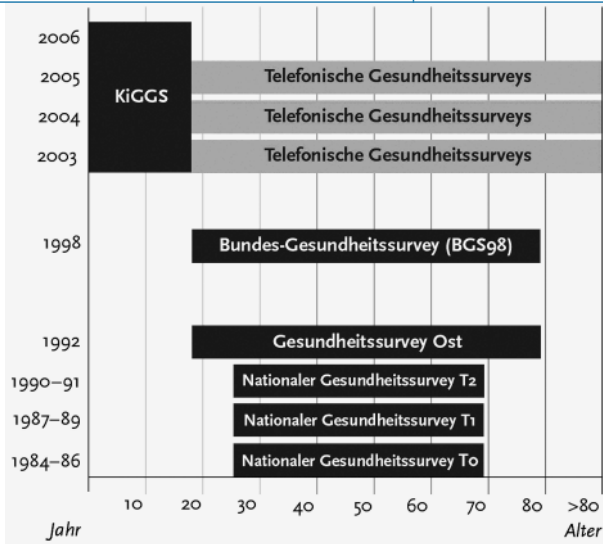 2006
KiGGS
2005 Telefonische Gesundheitssurveys
2004 Telefonische Gesundheitssurveys
2003 Telefonische Gesundheitssurveys
1998 Bundes-Gesundheitssurvey (BGS98)
1992 Gesundheitssurvey Ost
1990–91 Nationaler Gesundheitssurvey T2
1987–89 Nationaler Gesundheitssurvey T1
1984–86 Nationaler Gesundheitssurvey T0
10 20 30 40 50 60 70 80 >80
Jahr Alter